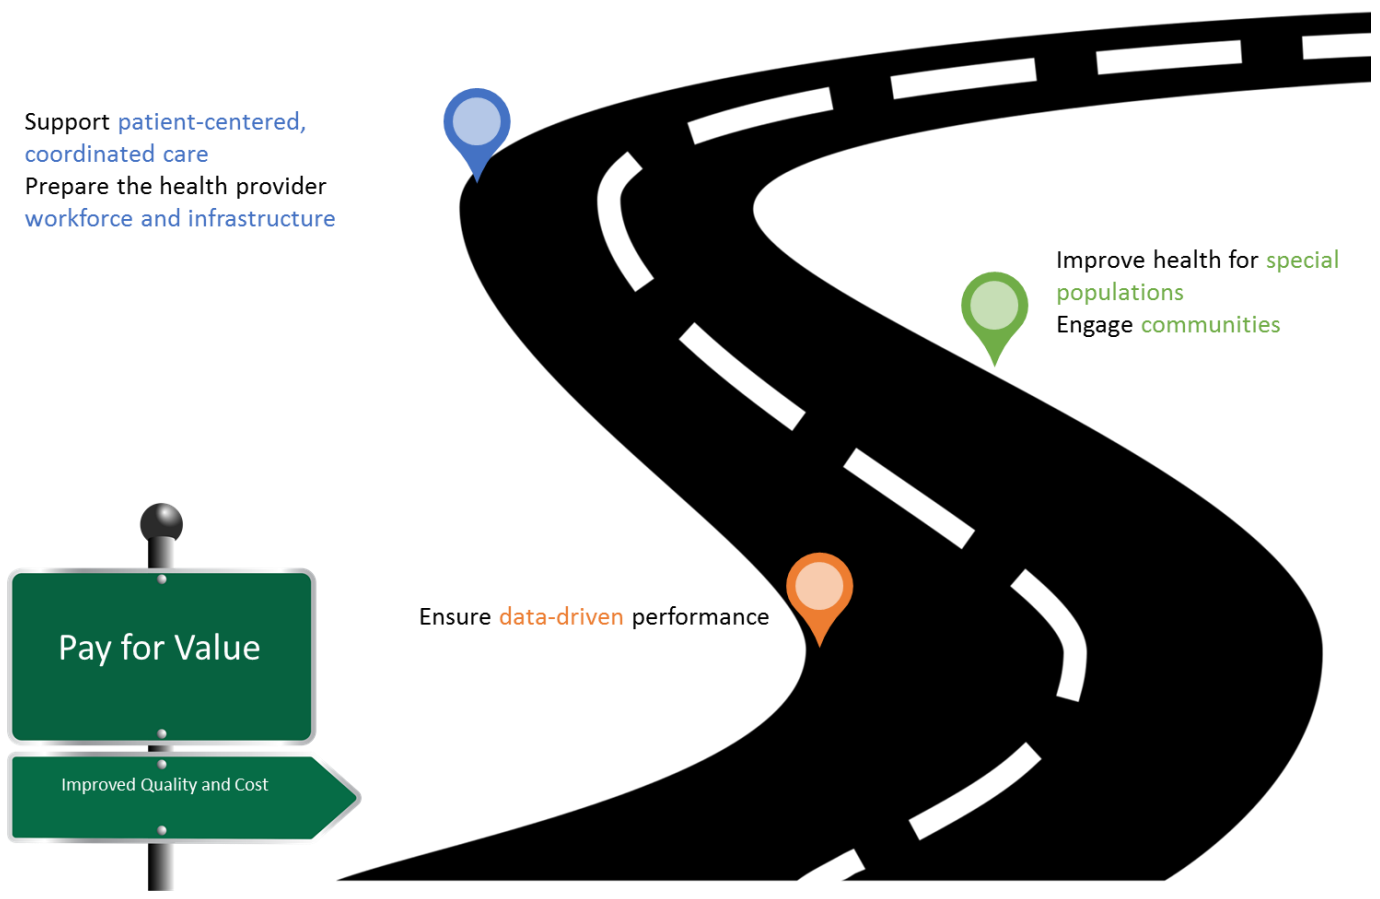 Support patient-centered,
coordinated care
Prepare the health provider
workforce and infrastructure
Improve health for special
populations
Engage communities
Ensure data-driven performance
Pay for Value
Improved Quality and Cost